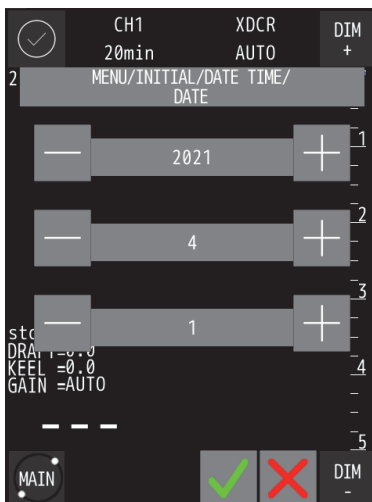 CH1 XDCR DIM
20min AUTO +
2 MENU/INITIAL/DATE TIME/
DATE
1
— 2021 +
2
— 4 +
3
— 1 +
DRAFT=0.0
KEEL =0.0
4
GAIN =AUTO
---
5
MAIN DIM
-